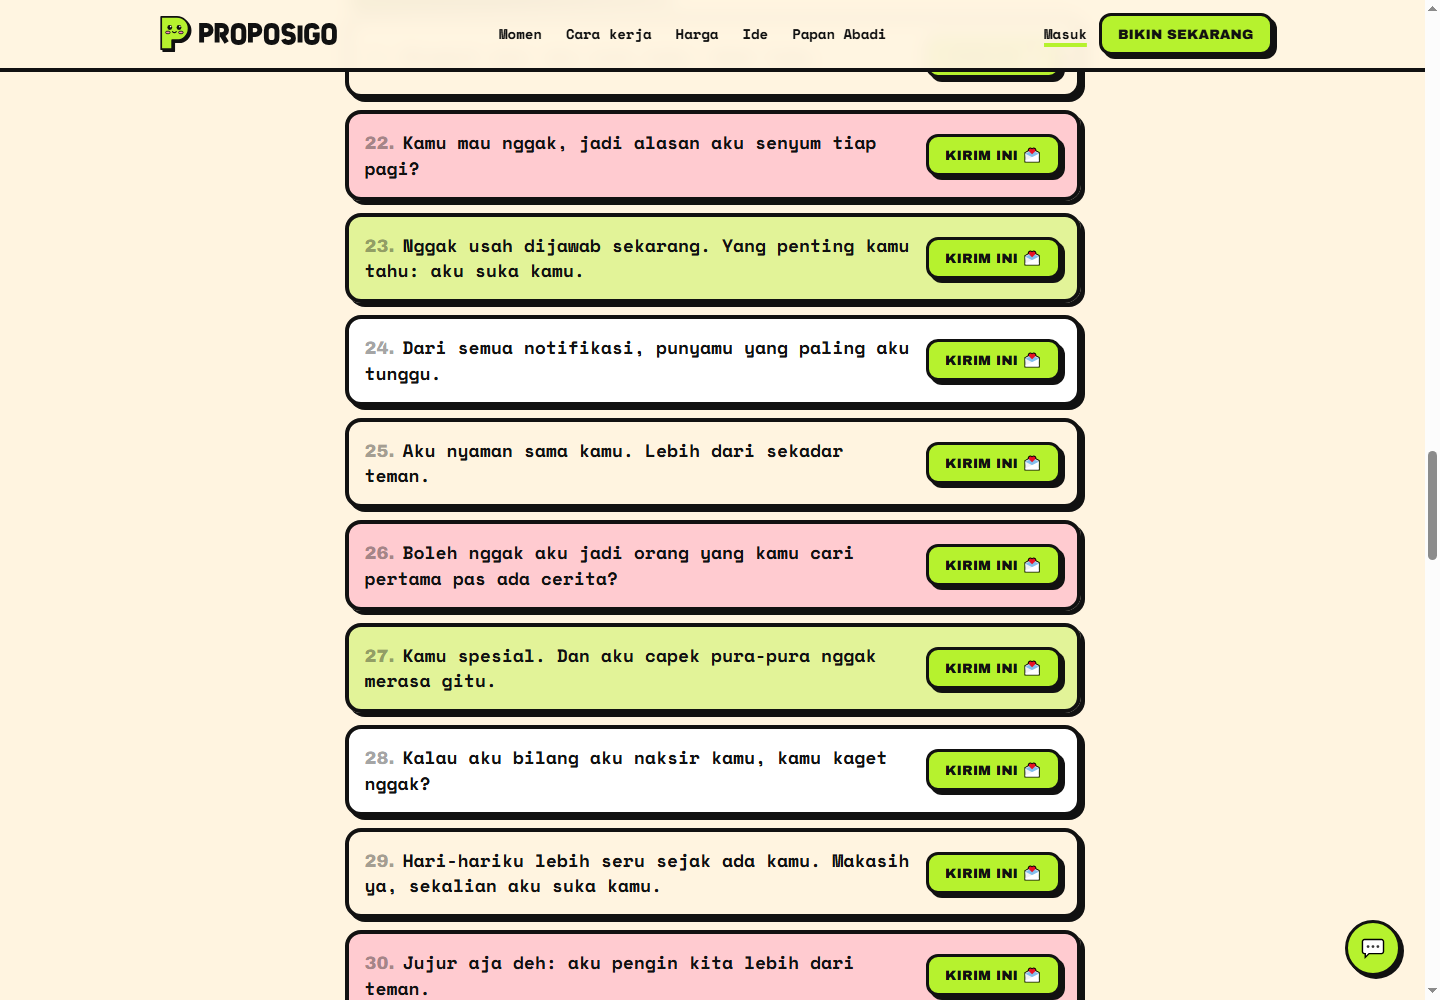 PROPOSIGO
Momen Cara kerja Harga Ide Papan Abadi
Masuk
BIKIN SEKARANG
22. Kamu mau nggak, jadi alasan aku senyum tiap
pagi?
KIRIM INI
23. Nggak usah dijawab sekarang. Yang penting kamu
tahu: aku suka kamu.
KIRIM INI
24. Dari semua notifikasi, punyamu yang paling aku
tunggu.
KIRIM INI
25. Aku nyaman sama kamu. Lebih dari sekadar
teman.
KIRIM INI
26. Boleh nggak aku jadi orang yang kamu cari
pertama pas ada cerita?
KIRIM INI
27. Kamu spesial. Dan aku capek pura-pura nggak
merasa gitu.
KIRIM INI
28. Kalau aku bilang aku naksir kamu, kamu kaget
nggak?
KIRIM INI
29. Hari-hariku lebih seru sejak ada kamu. Makasih
ya, sekalian aku suka kamu.
KIRIM INI
30. Jujur aja deh: aku pengin kita lebih dari
teman.
KIRIM INI